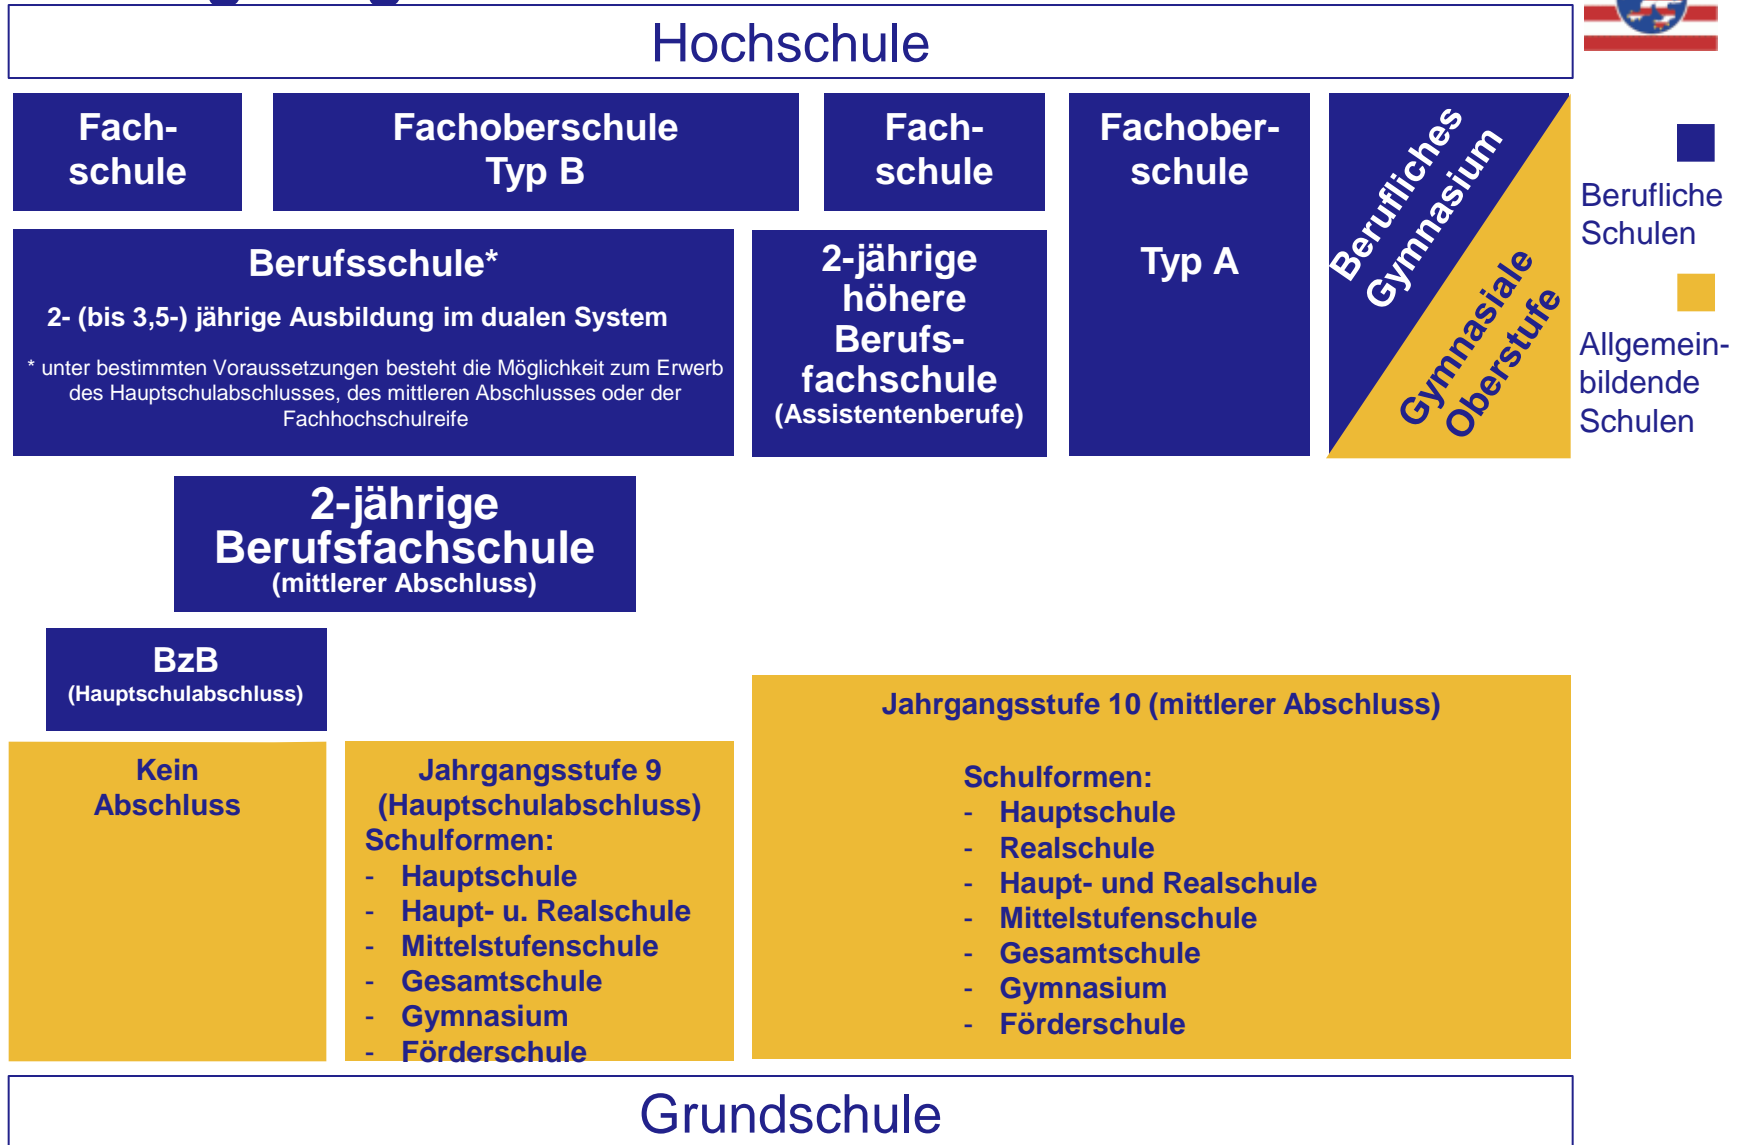 Hochschule
Fach-
schule
Fachoberschule
Typ B
Fach-
schule
Fachober-
schule
Typ A
Berufliches
Gymnasium
Gymnasiale
Oberstufe
Berufliche
Schulen
Allgemein-
bildende
Schulen
Berufsschule*
2- (bis 3,5-) jährige Ausbildung im dualen System
* unter bestimmten Voraussetzungen besteht die Möglichkeit zum Erwerb
des Hauptschulabschlusses, des mittleren Abschlusses oder der
Fachhochschulreife
2-jährige
höhere
Berufs-
fachschule
(Assistentenberufe)
2-jährige
Berufsfachschule
(mittlerer Abschluss)
BzB
(Hauptschulabschluss)
Kein
Abschluss
Jahrgangsstufe 9
(Hauptschulabschluss)
Schulformen:
- Hauptschule
- Haupt- u. Realschule
- Mittelstufenschule
- Gesamtschule
- Gymnasium
- Förderschule
Jahrgangsstufe 10 (mittlerer Abschluss)
Schulformen:
- Hauptschule
- Realschule
- Haupt- und Realschule
- Mittelstufenschule
- Gesamtschule
- Gymnasium
- Förderschule
Grundschule